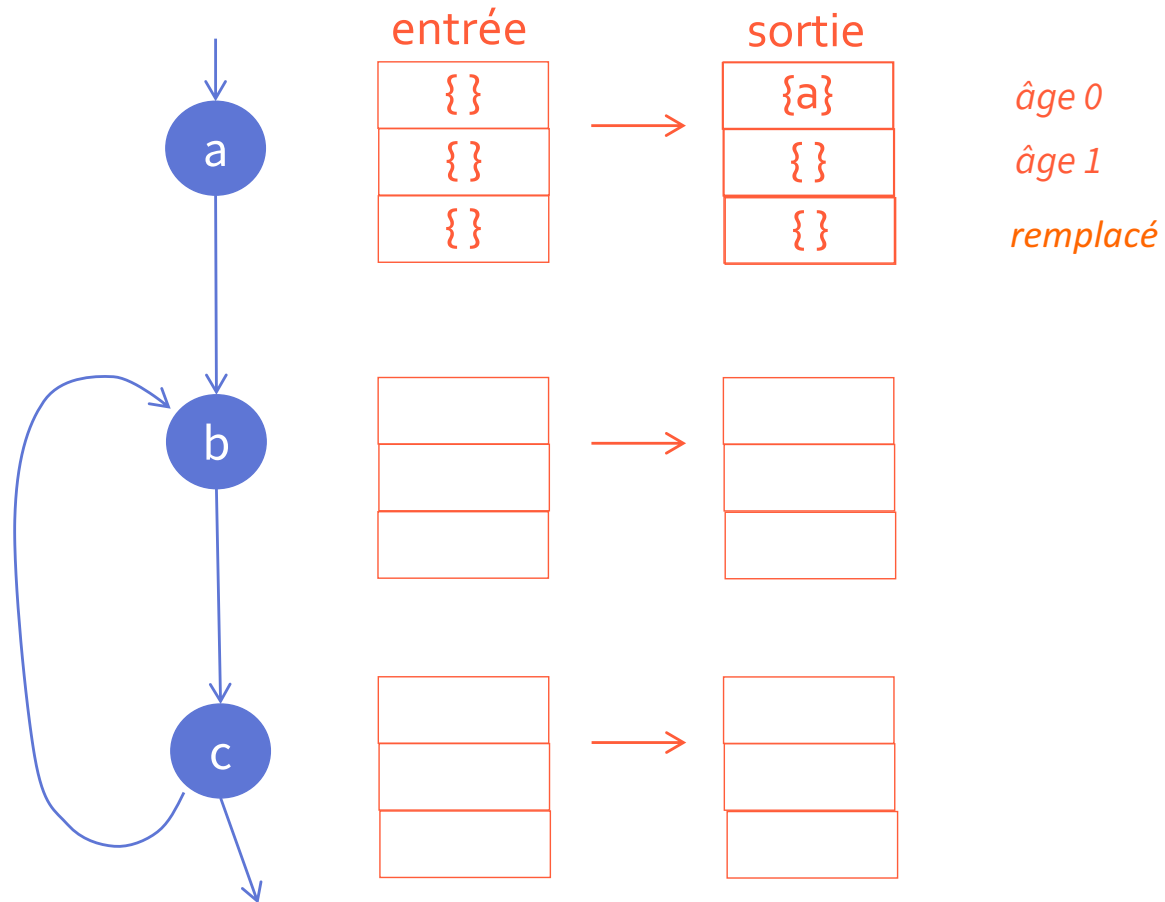 entrée sortie
a {} {a} âge 0
{} {} âge 1
{} {} remplacé
b
c